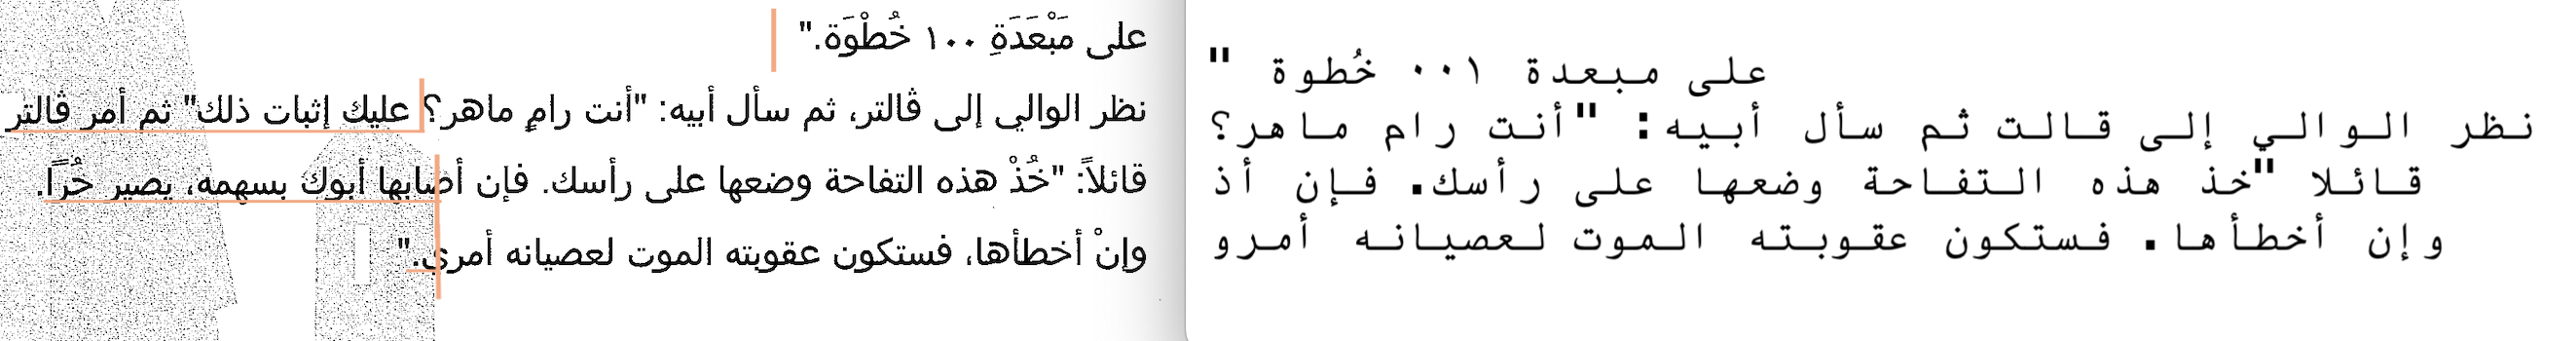 على مَبْعَدَةِ ١٠٠ خُطْوَة."
نظر الوالي إلى ڤالتر، ثم سأل أبيه: "أنت رامٍ ماهر؟ عليك إثبات ذلك" ثم أمر ڤالتر
قائلاً: "خُذْ هذه التفاحة وضعها على رأسك. فإن أصابها أبوك بسهمه، يصير حُرًا.
وإنْ أخطأها، فستكون عقوبته الموت لعصيانه أمري."
على مبعدة ٠٠١ خُطوة "
نظر الوالي إلى قالت ثم سأل أبيه: "أنت رام ماهر؟
قائلا "خذ هذه التفاحة وضعها على رأسك. فإن أذ
وإن أخطأها. فستكون عقوبته الموت لعصيانه أمرو